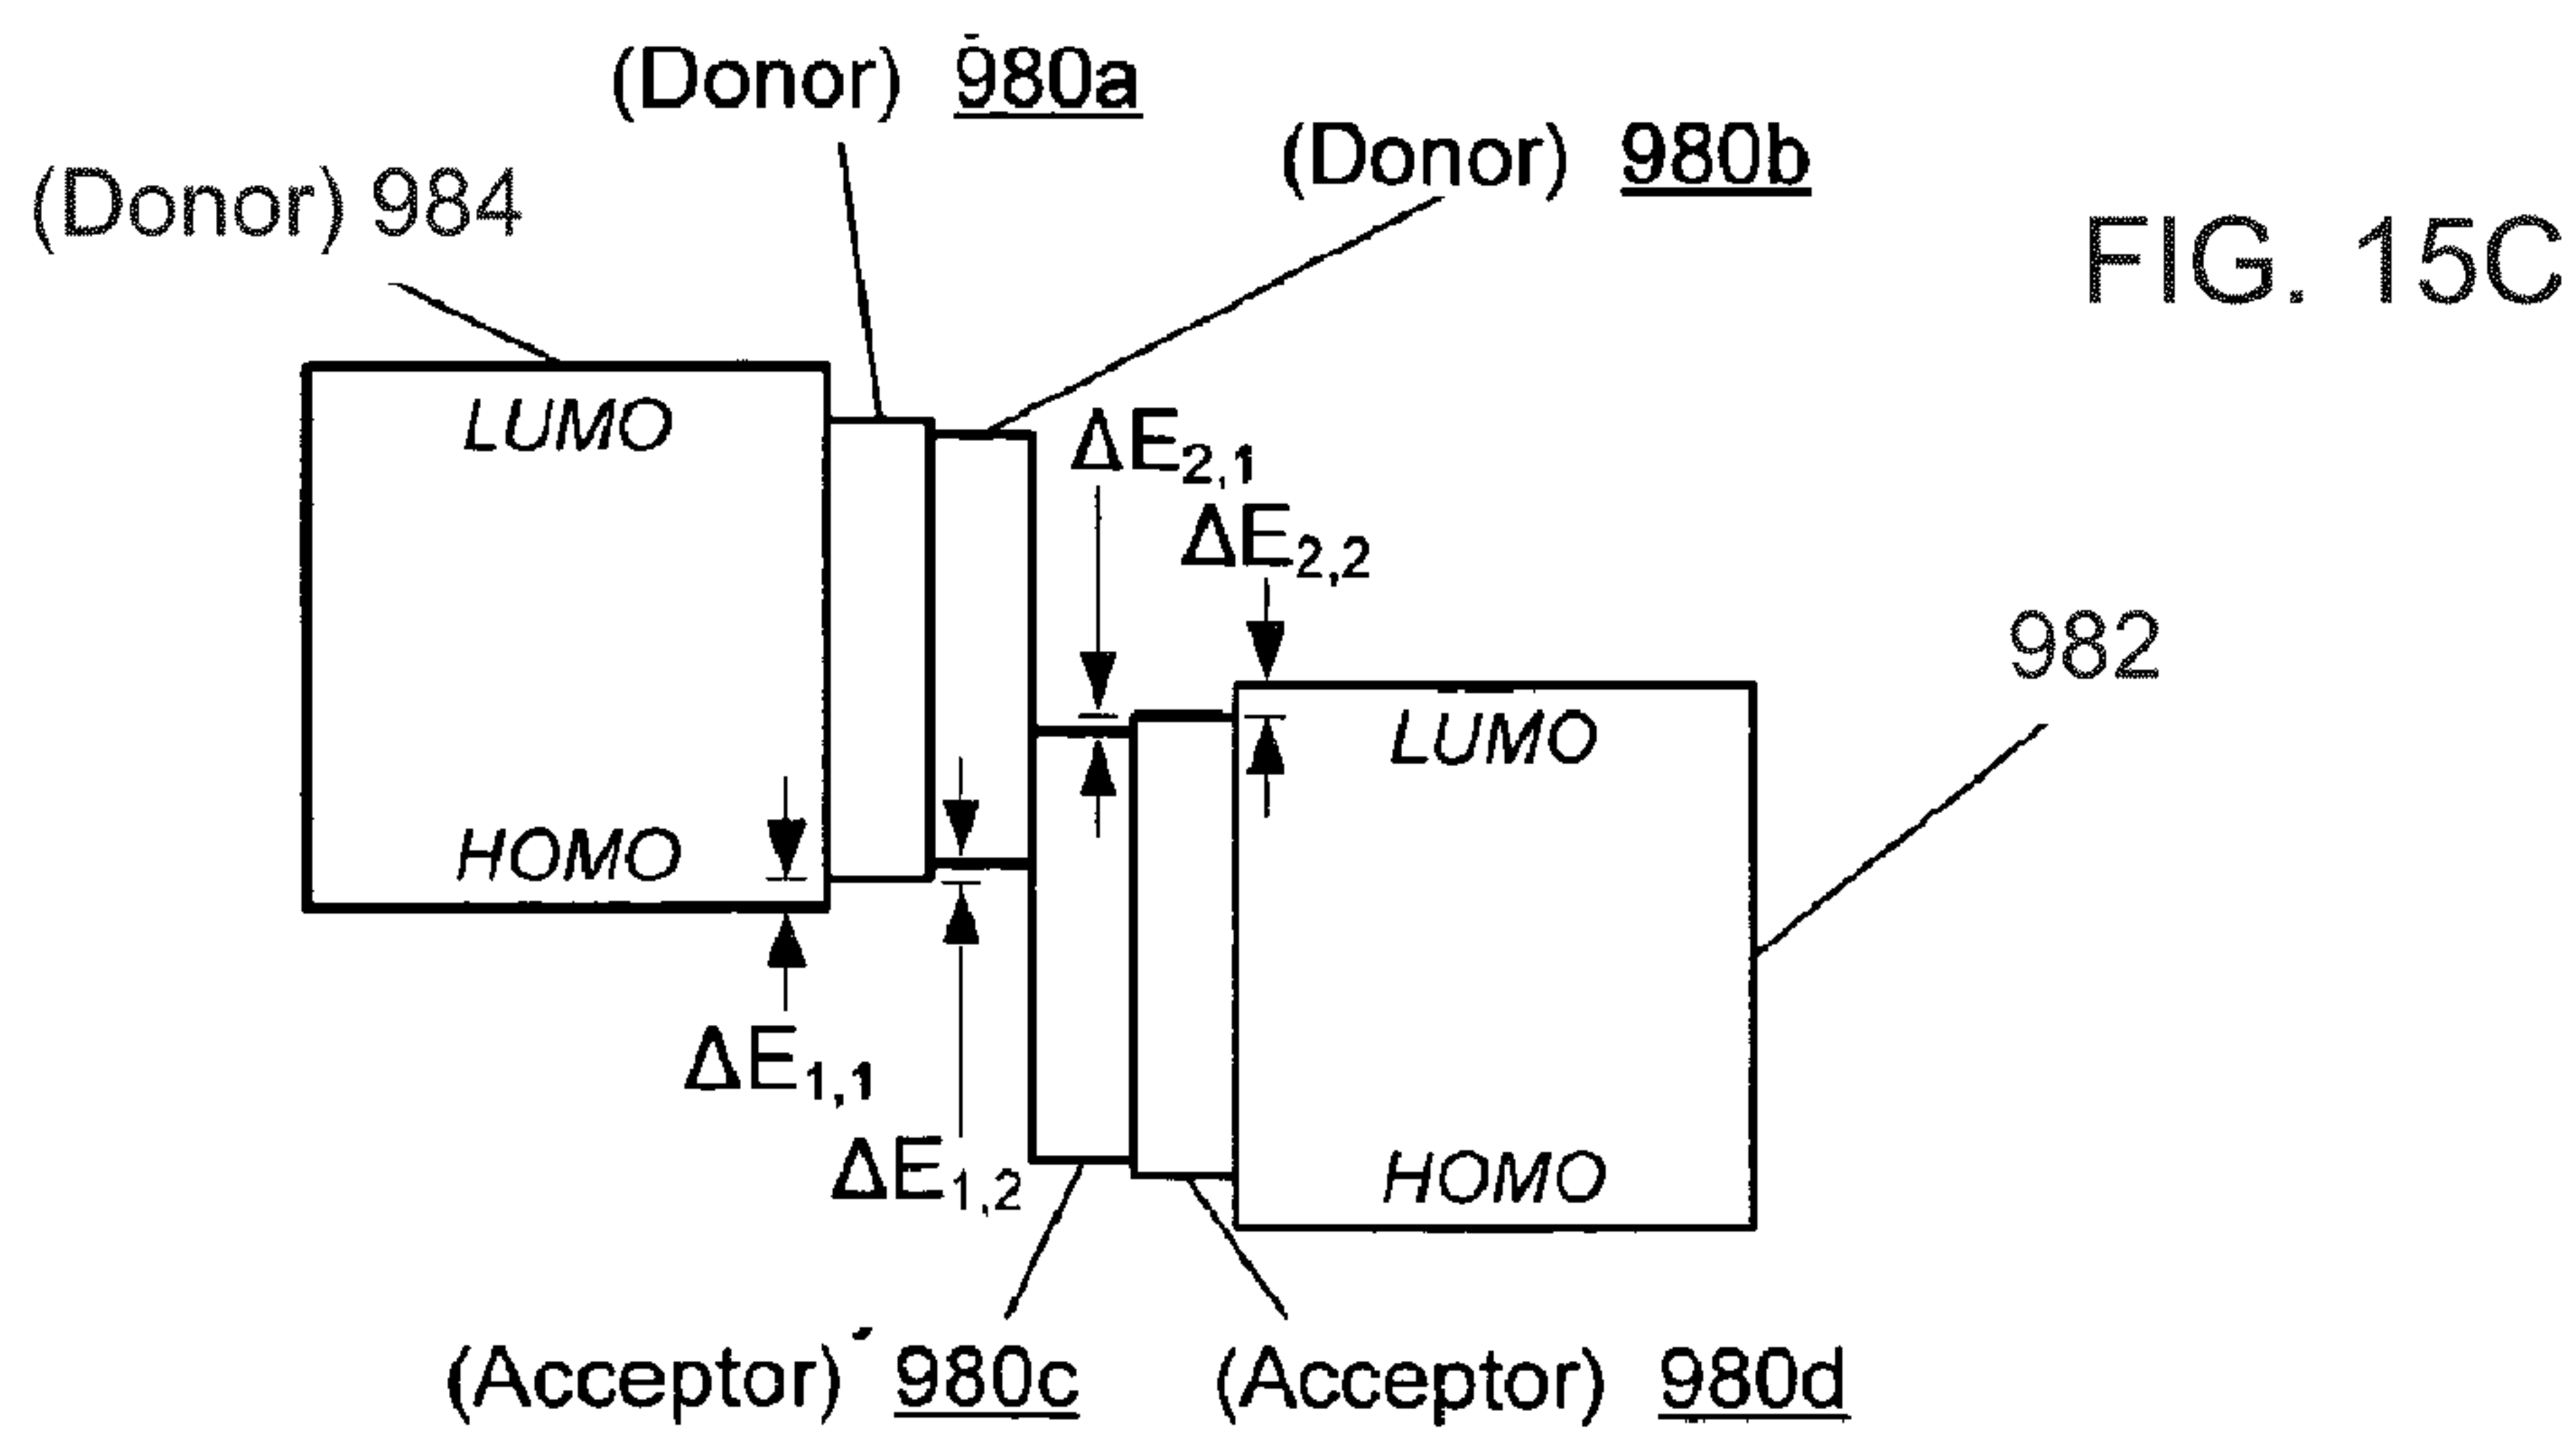 (Donor) 980a
(Donor) 980b
(Donor) 984
FIG. 15C
LUMO
ΔE2,1
ΔE2,2
982
LUMO
HOMO
ΔE1,1
ΔE1,2
HOMO
(Acceptor) 980c
(Acceptor) 980d